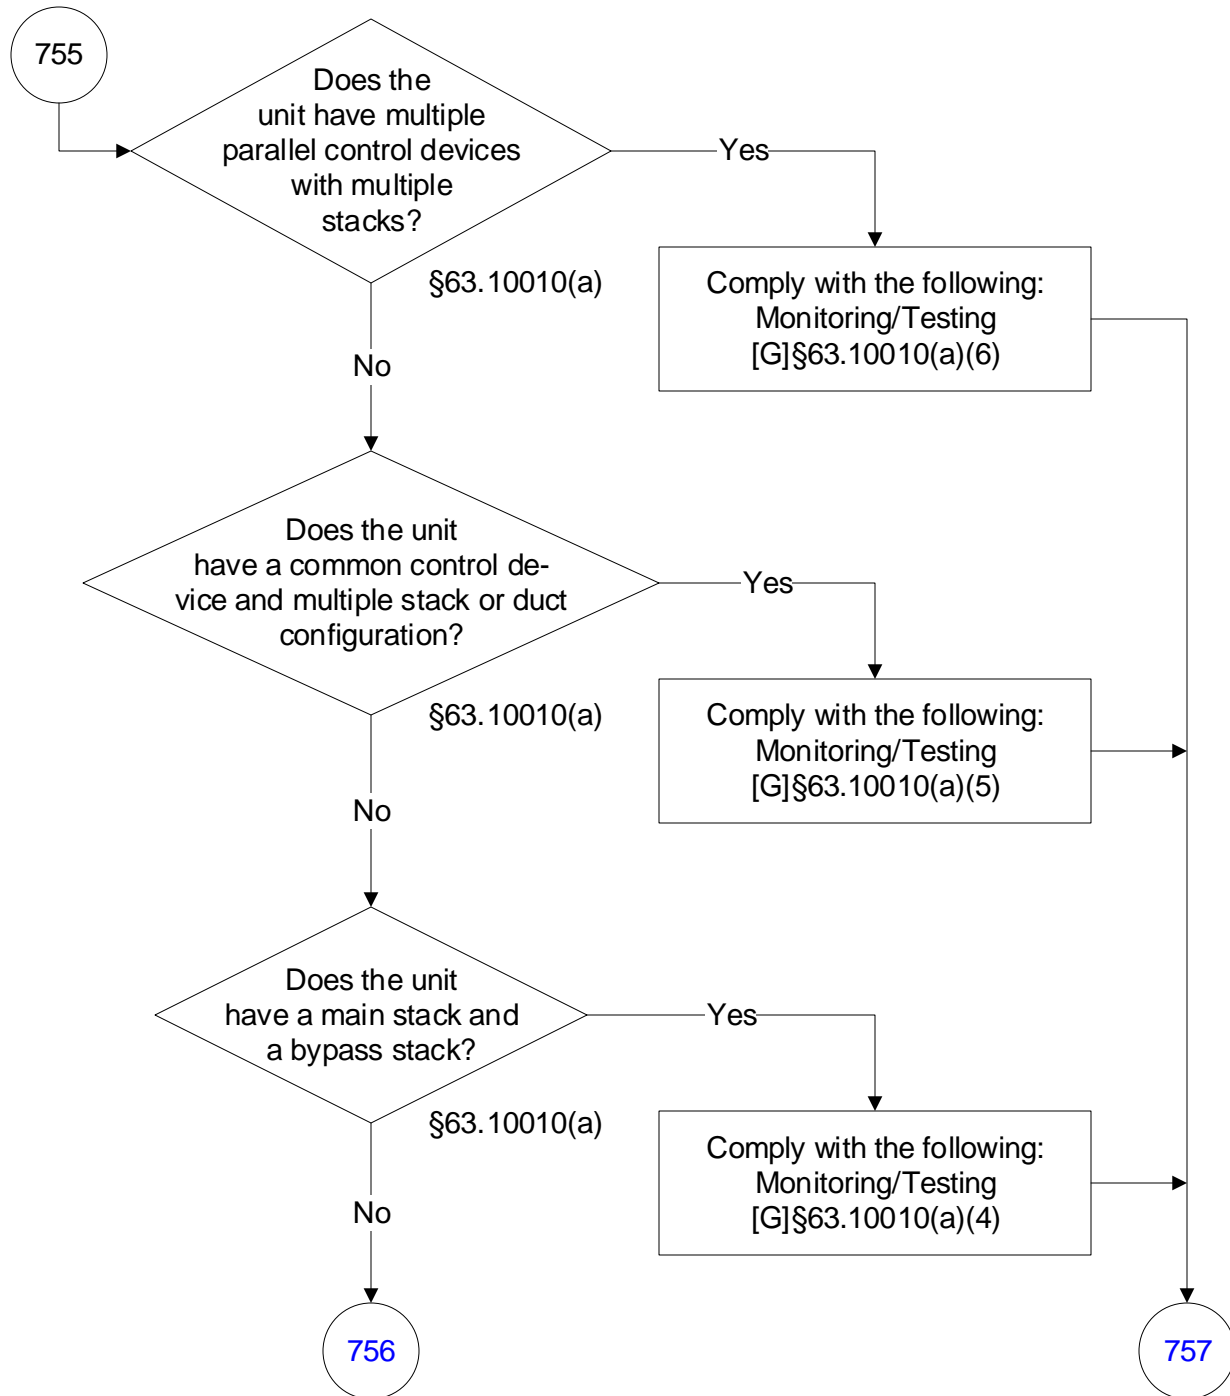 755
Does the
unit have multiple
parallel control devices
with multiple
stacks?
Yes
§63.10010(a)
Comply with the following:
Monitoring/Testing
[G]§63.10010(a)(6)
No
Does the unit
have a common control de-
vice and multiple stack or duct
configuration?
Yes
§63.10010(a)
Comply with the following:
Monitoring/Testing
[G]§63.10010(a)(5)
No
Does the unit
have a main stack and
a bypass stack?
Yes
§63.10010(a)
Comply with the following:
Monitoring/Testing
[G]§63.10010(a)(4)
No
756
757